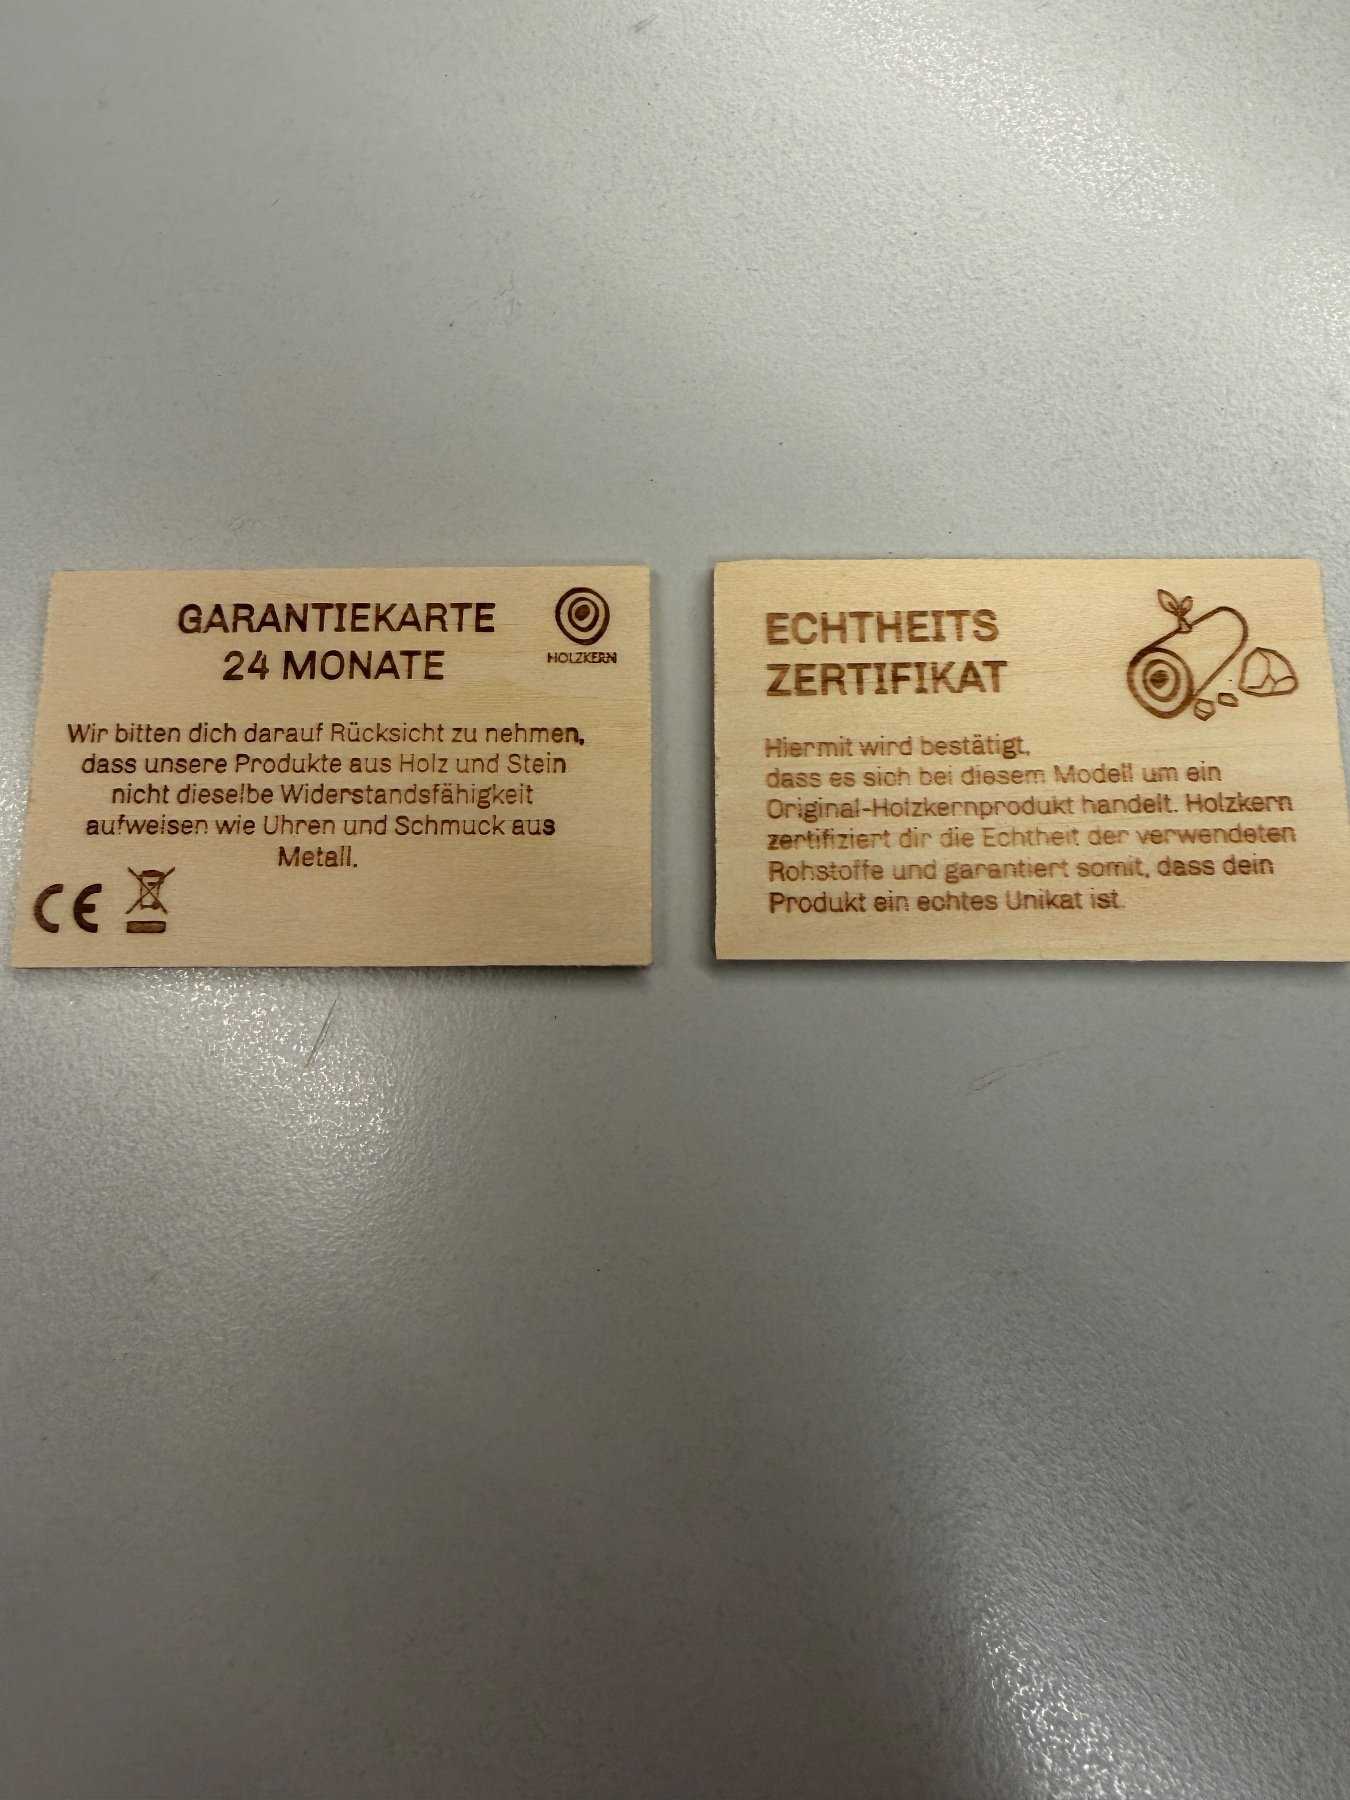 GARANTIEKARTE
24 MONATE
HOLZKERN
Wir bitten dich darauf Rücksicht zu nehmen,
dass unsere Produkte aus Holz und Stein
nicht dieselbe Widerstandsfähigkeit
aufweisen wie Uhren und Schmuck aus
Metall.
CE
ECHTHEITS
ZERTIFIKAT
Hiermit wird bestätigt,
dass es sich bei diesem Modell um ein
Original-Holzkernprodukt handelt. Holzkern
zertifiziert dir die Echtheit der verwendeten
Rohstoffe und garantiert somit, dass dein
Produkt ein echtes Unikat ist.